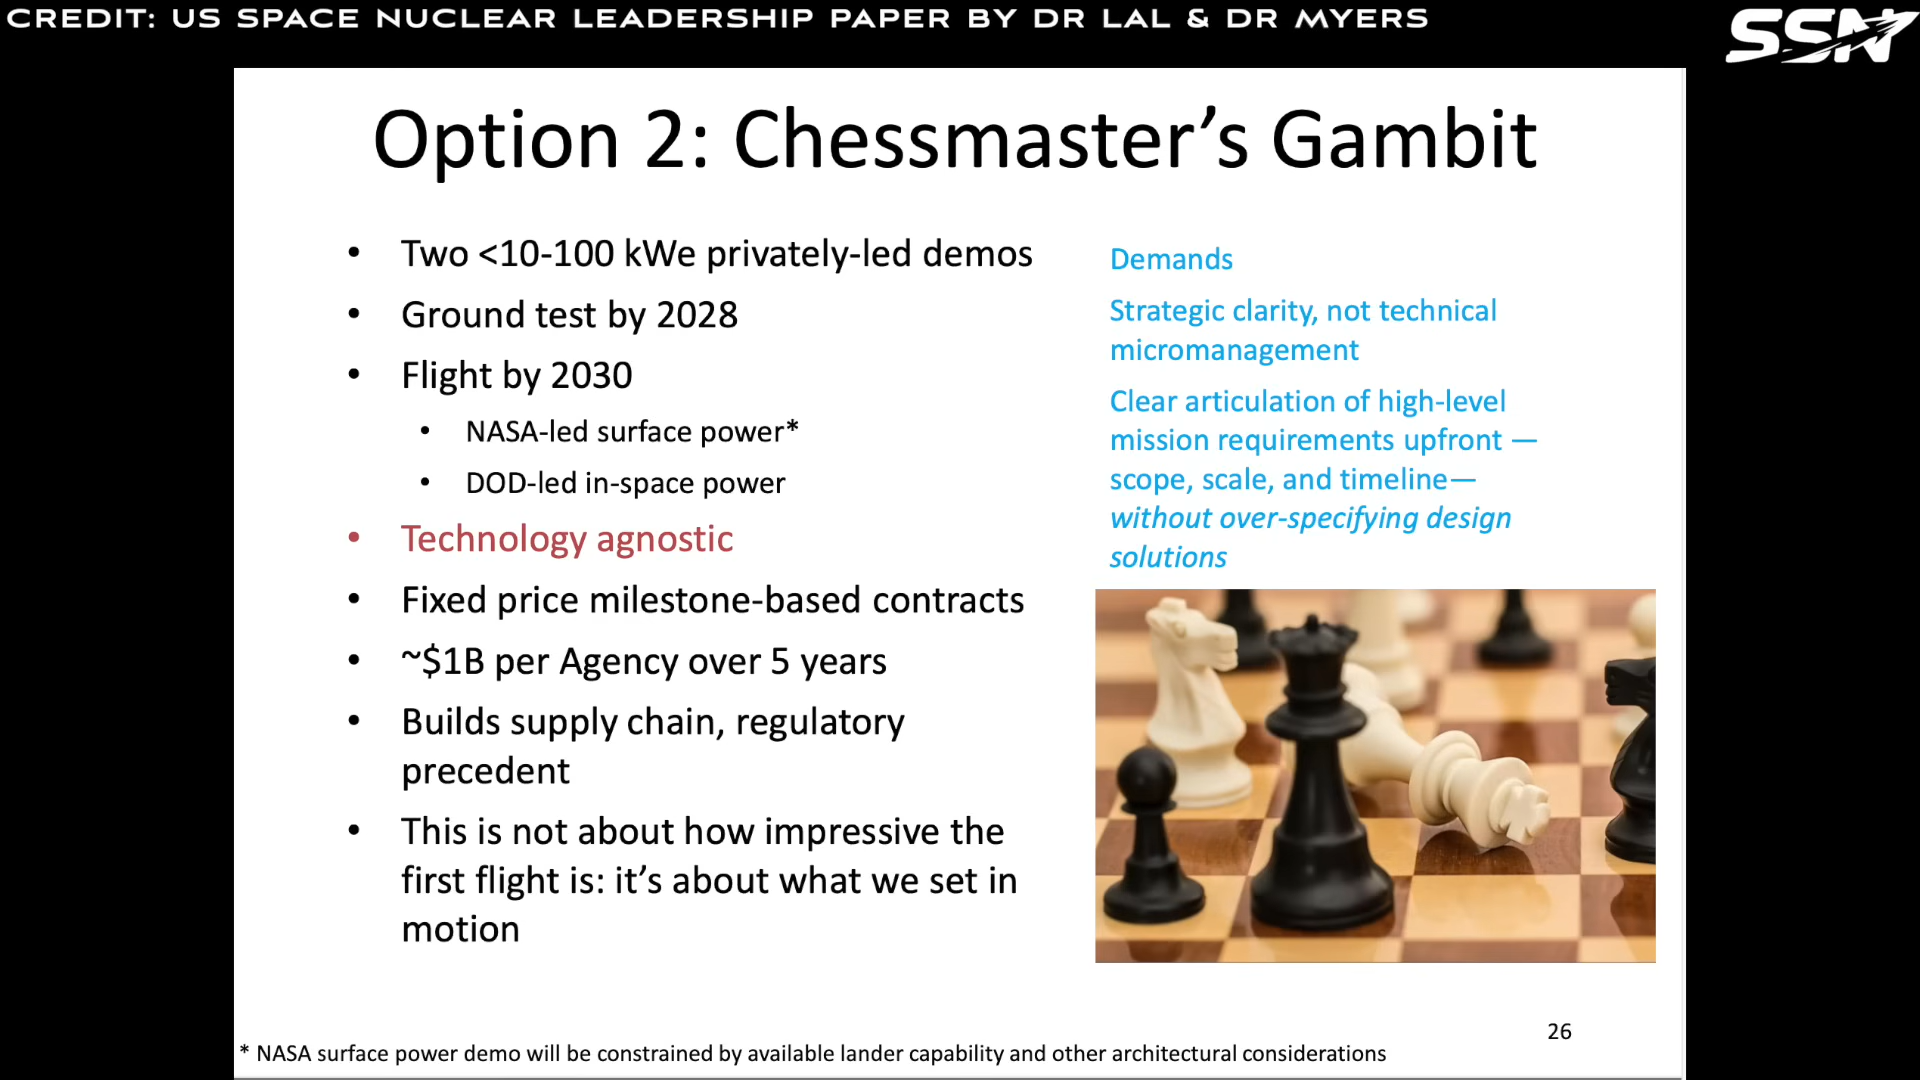 CREDIT: US SPACE NUCLEAR LEADERSHIP PAPER BY DR LAL & DR MYERS
SSN
Option 2: Chessmaster’s Gambit
• Two <10-100 kWe privately-led demos
• Ground test by 2028
• Flight by 2030
• NASA-led surface power*
• DOD-led in-space power
• Technology agnostic
• Fixed price milestone-based contracts
• ~$1B per Agency over 5 years
• Builds supply chain, regulatory
precedent
• This is not about how impressive the
first flight is: it’s about what we set in
motion
Demands
Strategic clarity, not technical
micromanagement
Clear articulation of high-level
mission requirements upfront —
scope, scale, and timeline—
without over-specifying design
solutions
26
* NASA surface power demo will be constrained by available lander capability and other architectural considerations